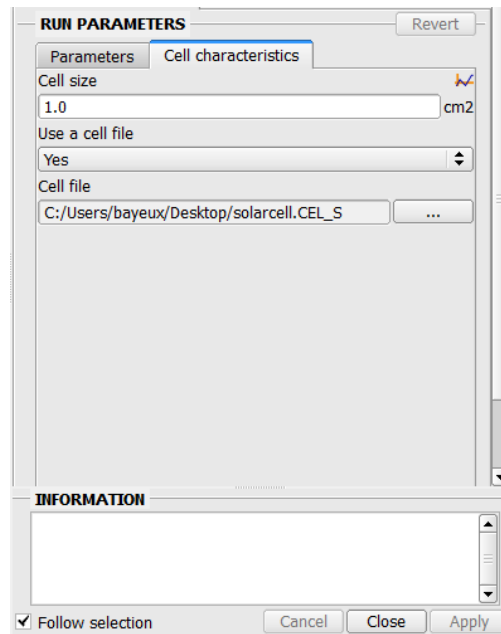 RUN PARAMETERS Revert
Parameters Cell characteristics
Cell size
1.0 cm2
Use a cell file
Yes
Cell file
C:/Users/bayeux/Desktop/solarcell.CEL_S ...
INFORMATION
Follow selection Cancel Close Apply